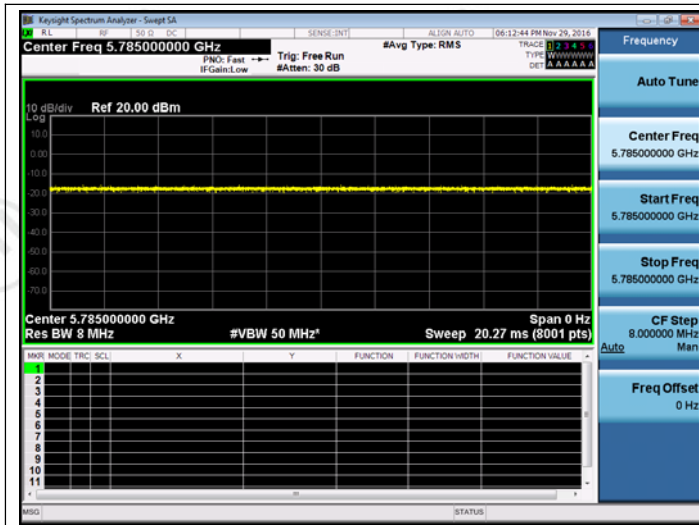 Keysight Spectrum Analyzer - Swept SA
RL RF 50 Ω DC SENSE:INT ALIGN AUTO 06:12:44 PM Nov 29, 2016
Center Freq 5.785000000 GHz #Avg Type: RMS TRACE 1 2 3 4 5 6
PNO: Fast Trig: Free Run TYPE WWWWWW
IFGain:Low #Atten: 30 dB DET A A A A A A
Frequency
Auto Tune
Center Freq
5.785000000 GHz
Start Freq
5.785000000 GHz
Stop Freq
5.785000000 GHz
CF Step
8.000000 MHz
Auto Man
Freq Offset
0 Hz
10 dB/div Ref 20.00 dBm
Log
10.0
0.00
-10.0
-20.0
-30.0
-40.0
-50.0
-60.0
-70.0
Center 5.785000000 GHz Span 0 Hz
Res BW 8 MHz #VBW 50 MHz* Sweep 20.27 ms (8001 pts)
MKR MODE TRC SCL X Y FUNCTION FUNCTION WIDTH FUNCTION VALUE
1
2
3
4
5
6
7
8
9
10
11
MSG STATUS